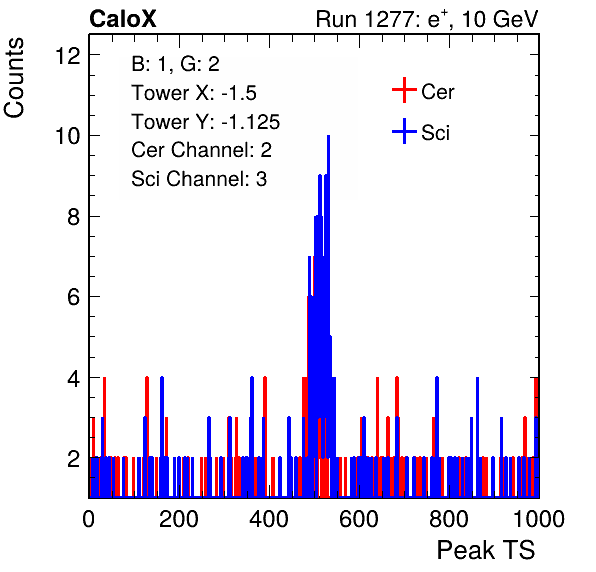 CaloX
Run 1277: e⁺, 10 GeV
Counts
12
10
8
6
4
2
B: 1, G: 2
Tower X: -1.5
Tower Y: -1.125
Cer Channel: 2
Sci Channel: 3
Cer
Sci
0 200 400 600 800 1000
Peak TS